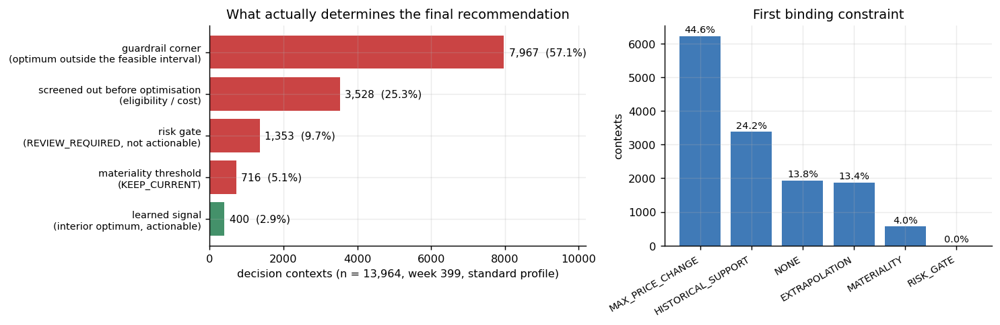 What actually determines the final recommendation
guardrail corner
(optimum outside the feasible interval)
7,967  (57.1%)
screened out before optimisation
(eligibility / cost)
3,528  (25.3%)
risk gate
(REVIEW_REQUIRED, not actionable)
1,353  (9.7%)
materiality threshold
(KEEP_CURRENT)
716  (5.1%)
learned signal
(interior optimum, actionable)
400  (2.9%)
0 2000 4000 6000 8000 10000
decision contexts (n = 13,964, week 399, standard profile)
First binding constraint
contexts
6000
5000
4000
3000
2000
1000
0
44.6%
24.2%
13.8%
13.4%
4.0%
0.0%
MAX_PRICE_CHANGE
HISTORICAL_SUPPORT
NONE
EXTRAPOLATION
MATERIALITY
RISK_GATE